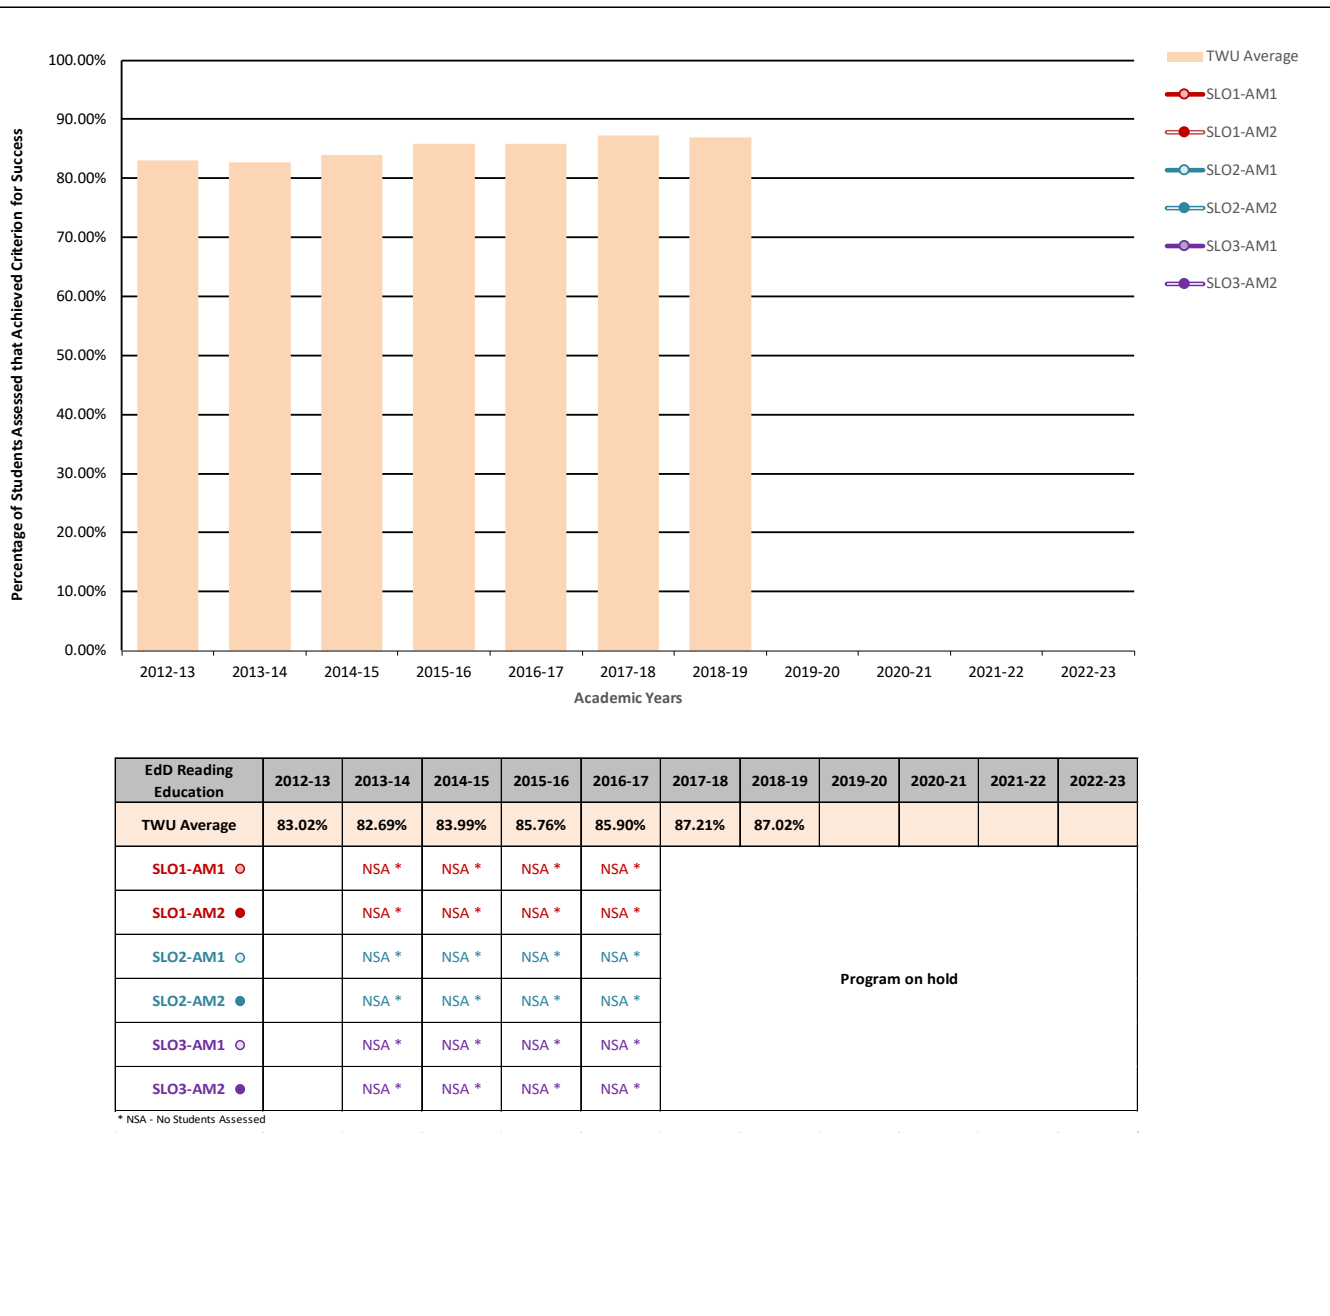 Percentage of Students Assessed that Achieved Criterion for Success
100.00%
90.00%
80.00%
70.00%
60.00%
50.00%
40.00%
30.00%
20.00%
10.00%
0.00%
2012-13 2013-14 2014-15 2015-16 2016-17 2017-18 2018-19 2019-20 2020-21 2021-22 2022-23
Academic Years
TWU Average
SLO1-AM1
SLO1-AM2
SLO2-AM1
SLO2-AM2
SLO3-AM1
SLO3-AM2
EdD Reading
Education 2012-13 2013-14 2014-15 2015-16 2016-17 2017-18 2018-19 2019-20 2020-21 2021-22 2022-23
TWU Average 83.02% 82.69% 83.99% 85.76% 85.90% 87.21% 87.02%
SLO1-AM1 NSA * NSA * NSA * NSA *
SLO1-AM2 NSA * NSA * NSA * NSA *
SLO2-AM1 NSA * NSA * NSA * NSA *
Program on hold
SLO2-AM2 NSA * NSA * NSA * NSA *
SLO3-AM1 NSA * NSA * NSA * NSA *
SLO3-AM2 NSA * NSA * NSA * NSA *
* NSA - No Students Assessed